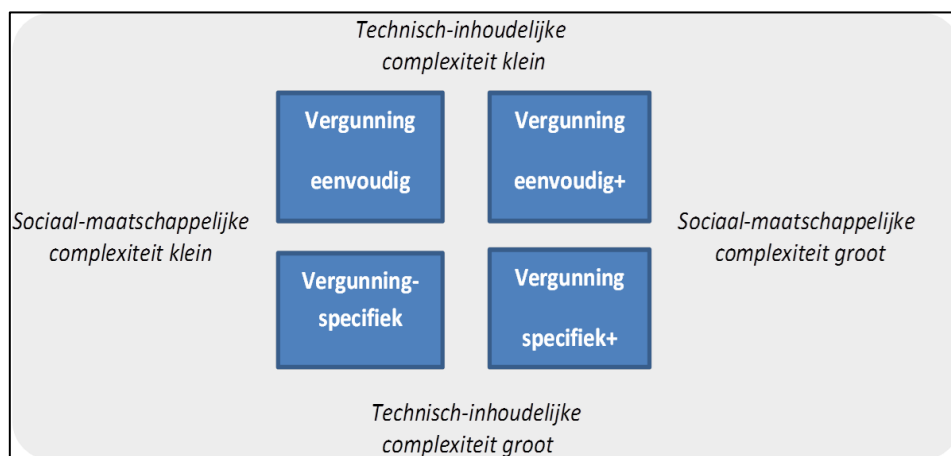 Technisch-inhoudelijke
complexiteit klein
Vergunning
eenvoudig
Vergunning
eenvoudig+
Sociaal-maatschappelijke
complexiteit klein
Sociaal-maatschappelijke
complexiteit groot
Vergunning-
specifiek
Vergunning
specifiek+
Technisch-inhoudelijke
complexiteit groot